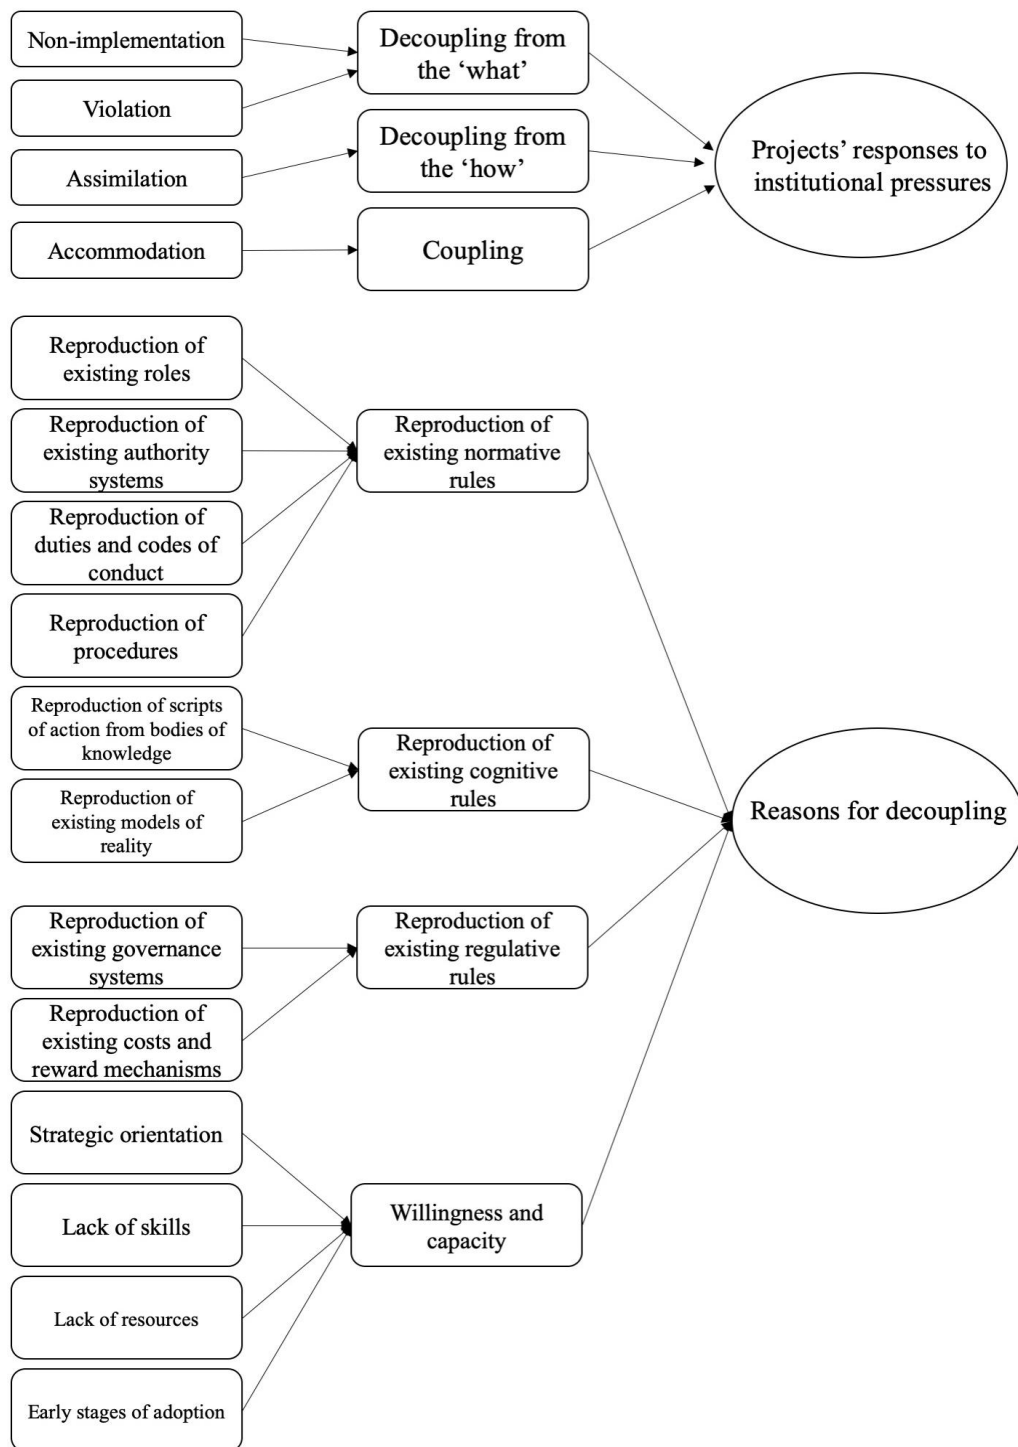 Non-implementation
Violation
Assimilation
Accommodation
Decoupling from
the ‘what’
Decoupling from
the ‘how’
Coupling
Projects’ responses to
institutional pressures
Reproduction of
existing roles
Reproduction of
existing authority
systems
Reproduction of
duties and codes of
conduct
Reproduction of
procedures
Reproduction of scripts
of action from bodies of
knowledge
Reproduction of
existing models of
reality
Reproduction of
existing governance
systems
Reproduction of
existing costs and
reward mechanisms
Strategic orientation
Lack of skills
Lack of resources
Early stages of adoption
Reproduction of
existing normative
rules
Reproduction of
existing cognitive
rules
Reproduction of
existing regulative
rules
Willingness and
capacity
Reasons for decoupling